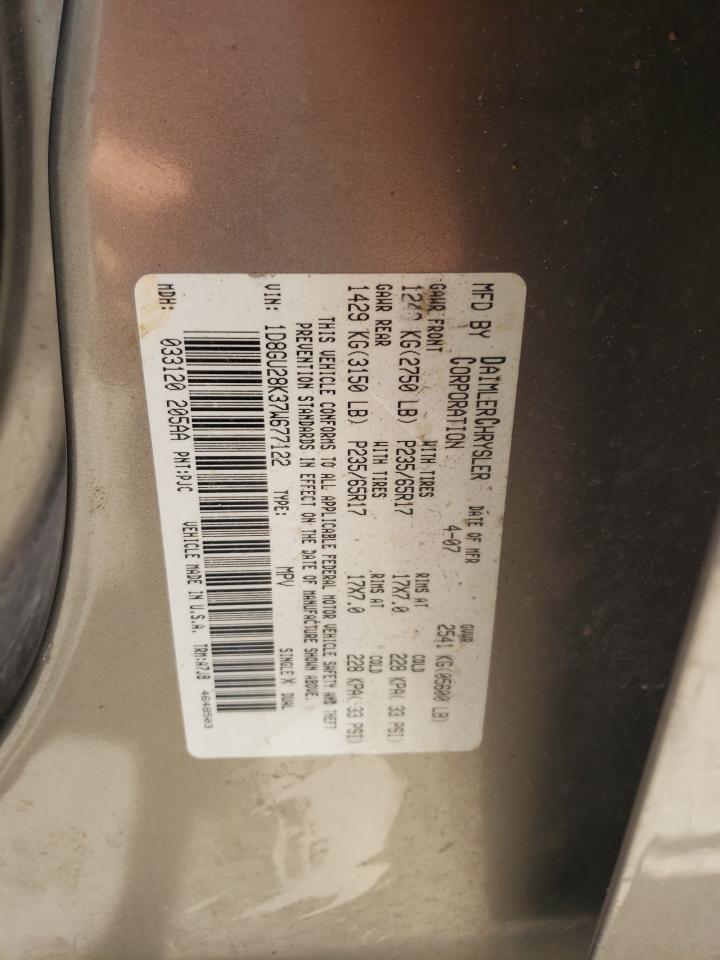 MFD BY DAIMLERCHRYSLER CORPORATION DATE OF MFR 4-07 GVWR 2541 KG(05600 LB)
GAWR FRONT WITH TIRES RIMS AT COLD
KG(2750 LB) P235/65R17 17X7.0 228 KPA( 33 PSI)
GAWR REAR WITH TIRES RIMS AT COLD
1429 KG(3150 LB) P235/65R17 17X7.0 228 KPA( 33 PSI)
THIS VEHICLE CONFORMS TO ALL APPLICABLE FEDERAL MOTOR VEHICLE SAFETY AND THEFT
PREVENTION STANDARDS IN EFFECT ON THE DATE OF MANUFACTURE SHOWN ABOVE.
VIN: 1D8GU28K37W677122 TYPE: MPV SINGLE X DUAL
MDH: 033120 205AA PNT:PJC VEHICLE MADE IN U.S.A. TRM:A7J8 4648503